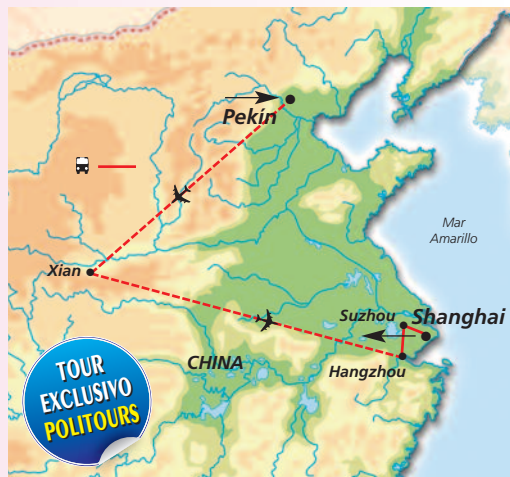 Pekín
Mar
Amarillo
Xian
Suzhou
Shanghai
CHINA
Hangzhou
TOUR
EXCLUSIVO
POLITOURS